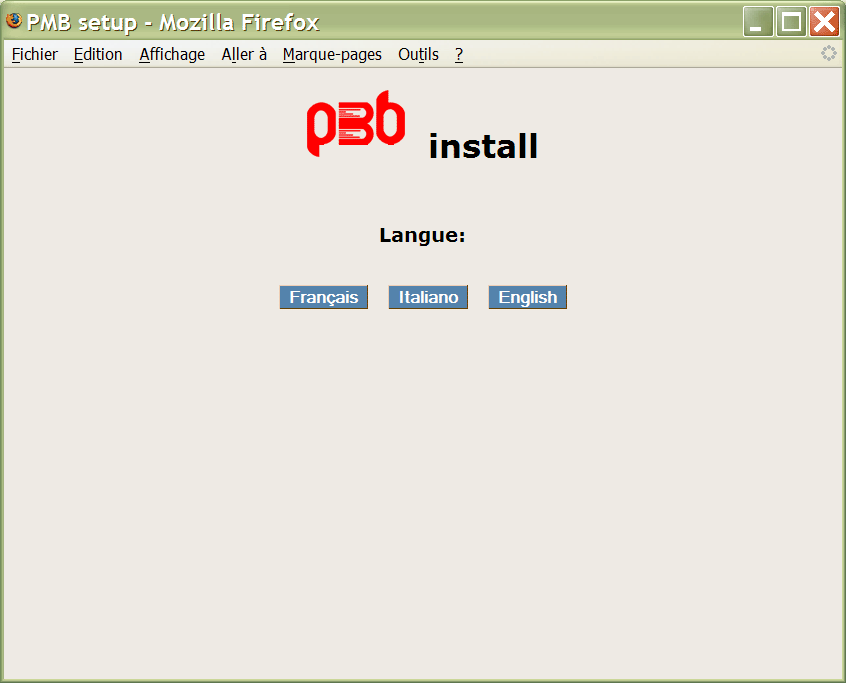 PMB setup - Mozilla Firefox
Fichier Edition Affichage Aller à Marque-pages Outils ?
pmb install
Langue:
Français Italiano English